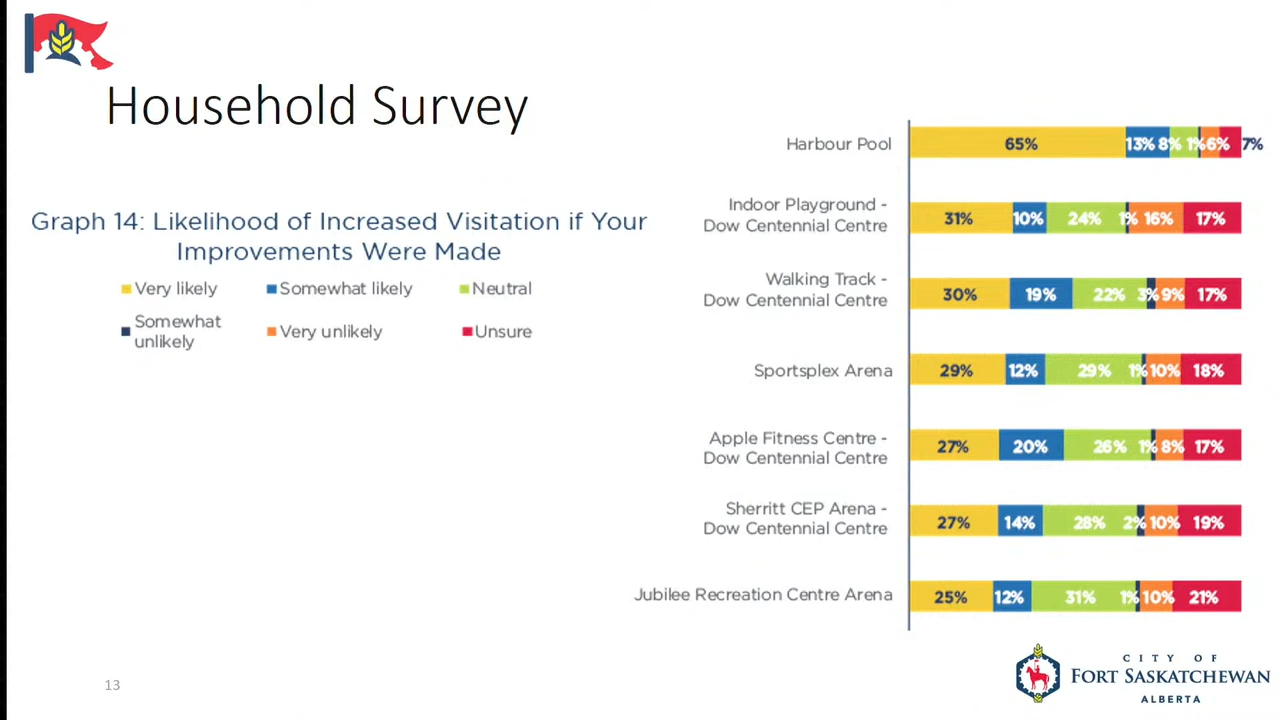 Household Survey
Graph 14: Likelihood of Increased Visitation if Your
Improvements Were Made
Very likely
Somewhat likely
Neutral
Somewhat
unlikely
Very unlikely
Unsure
Harbour Pool
65% 13% 8% 1% 6% 7%
Indoor Playground -
Dow Centennial Centre
31% 10% 24% 1% 16% 17%
Walking Track -
Dow Centennial Centre
30% 19% 22% 3% 9% 17%
Sportsplex Arena
29% 12% 29% 1% 10% 18%
Apple Fitness Centre -
Dow Centennial Centre
27% 20% 26% 1% 8% 17%
Sherritt CEP Arena -
Dow Centennial Centre
27% 14% 28% 2% 10% 19%
Jubilee Recreation Centre Arena
25% 12% 31% 1% 10% 21%
13
CITY OF
FORT SASKATCHEWAN
ALBERTA